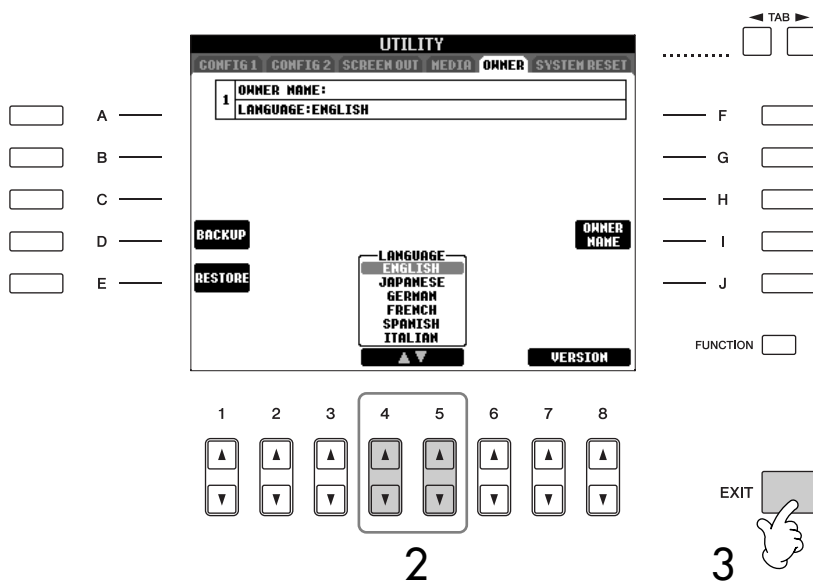 TAB
UTILITY
CONFIG 1 CONFIG 2 SCREEN OUT MEDIA OWNER SYSTEM RESET
1 OWNER NAME:
LANGUAGE:ENGLISH
A
B
C
D
E
F
G
H
I
J
BACKUP
RESTORE
OWNER
NAME
LANGUAGE
ENGLISH
JAPANESE
GERMAN
FRENCH
SPANISH
ITALIAN
VERSION
FUNCTION
1 2 3 4 5 6 7 8
EXIT
2
3